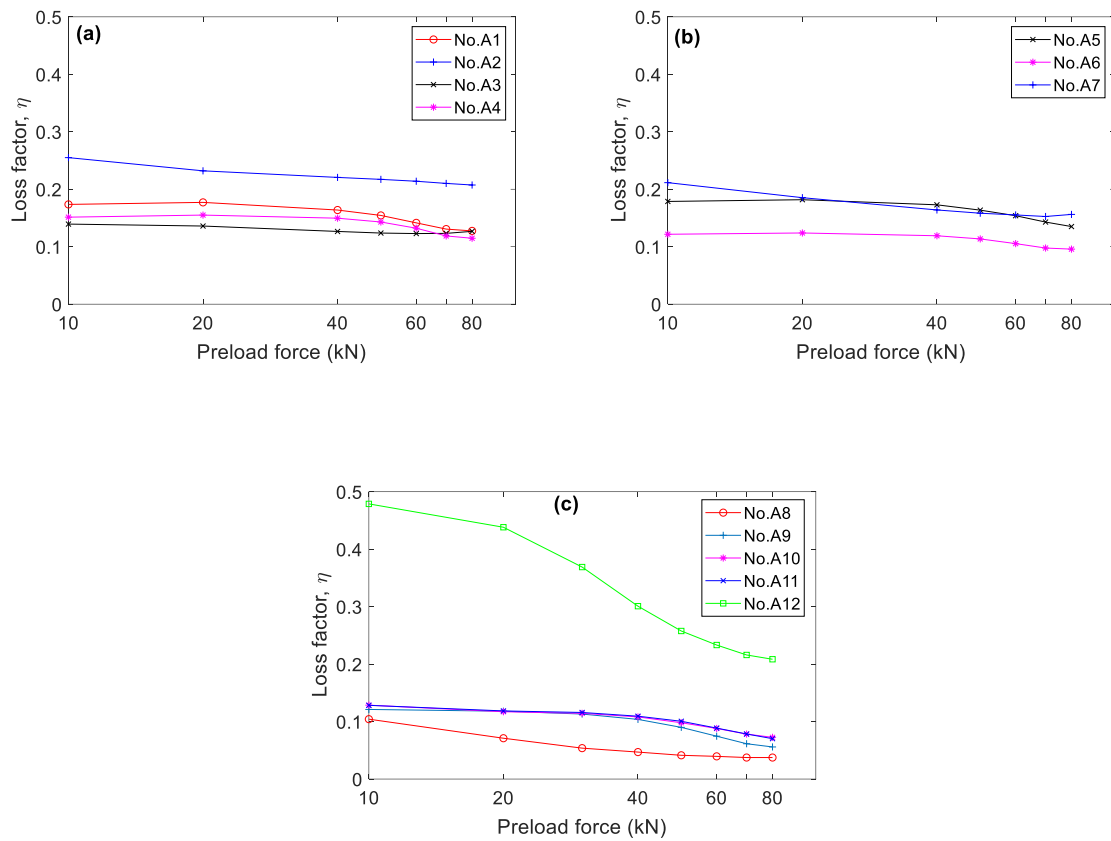 (a)
0.5
0.4
0.3
0.2
0.1
0
Loss factor, η
10 20 40 60 80
Preload force (kN)
No.A1
No.A2
No.A3
No.A4
(b)
0.5
0.4
0.3
0.2
0.1
0
Loss factor, η
10 20 40 60 80
Preload force (kN)
No.A5
No.A6
No.A7
(c)
0.5
0.4
0.3
0.2
0.1
0
Loss factor, η
10 20 40 60 80
Preload force (kN)
No.A8
No.A9
No.A10
No.A11
No.A12